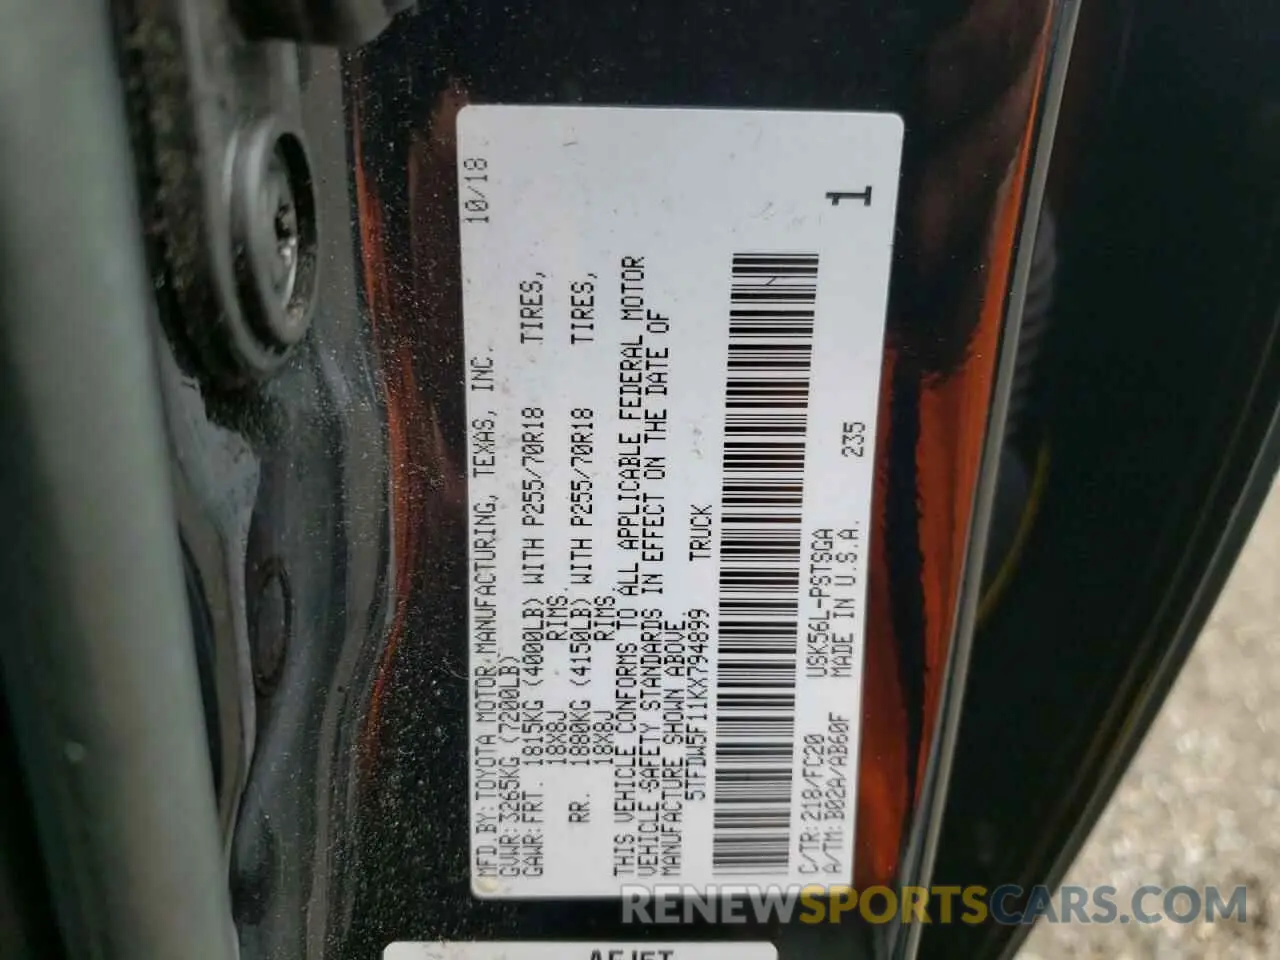 MFD.BY:TOYOTA MOTOR MANUFACTURING, TEXAS, INC. 10/18
GVWR:3265KG (7200LB)
GAWR:FRT. 1815KG (4000LB) WITH P255/70R18 TIRES,
18X8J RIMS.
RR. 1880KG (4150LB) WITH P255/70R18 TIRES,
18X8J RIMS.
THIS VEHICLE CONFORMS TO ALL APPLICABLE FEDERAL MOTOR
VEHICLE SAFETY STANDARDS IN EFFECT ON THE DATE OF
MANUFACTURE SHOWN ABOVE.
5TFDW5F11KX794899 TRUCK
C/TR:218/FC20 USK56L-PSTSGA 235 1
A/TM:B02A/AB60F MADE IN U.S.A.
RENEWSPORTSCARS.COM